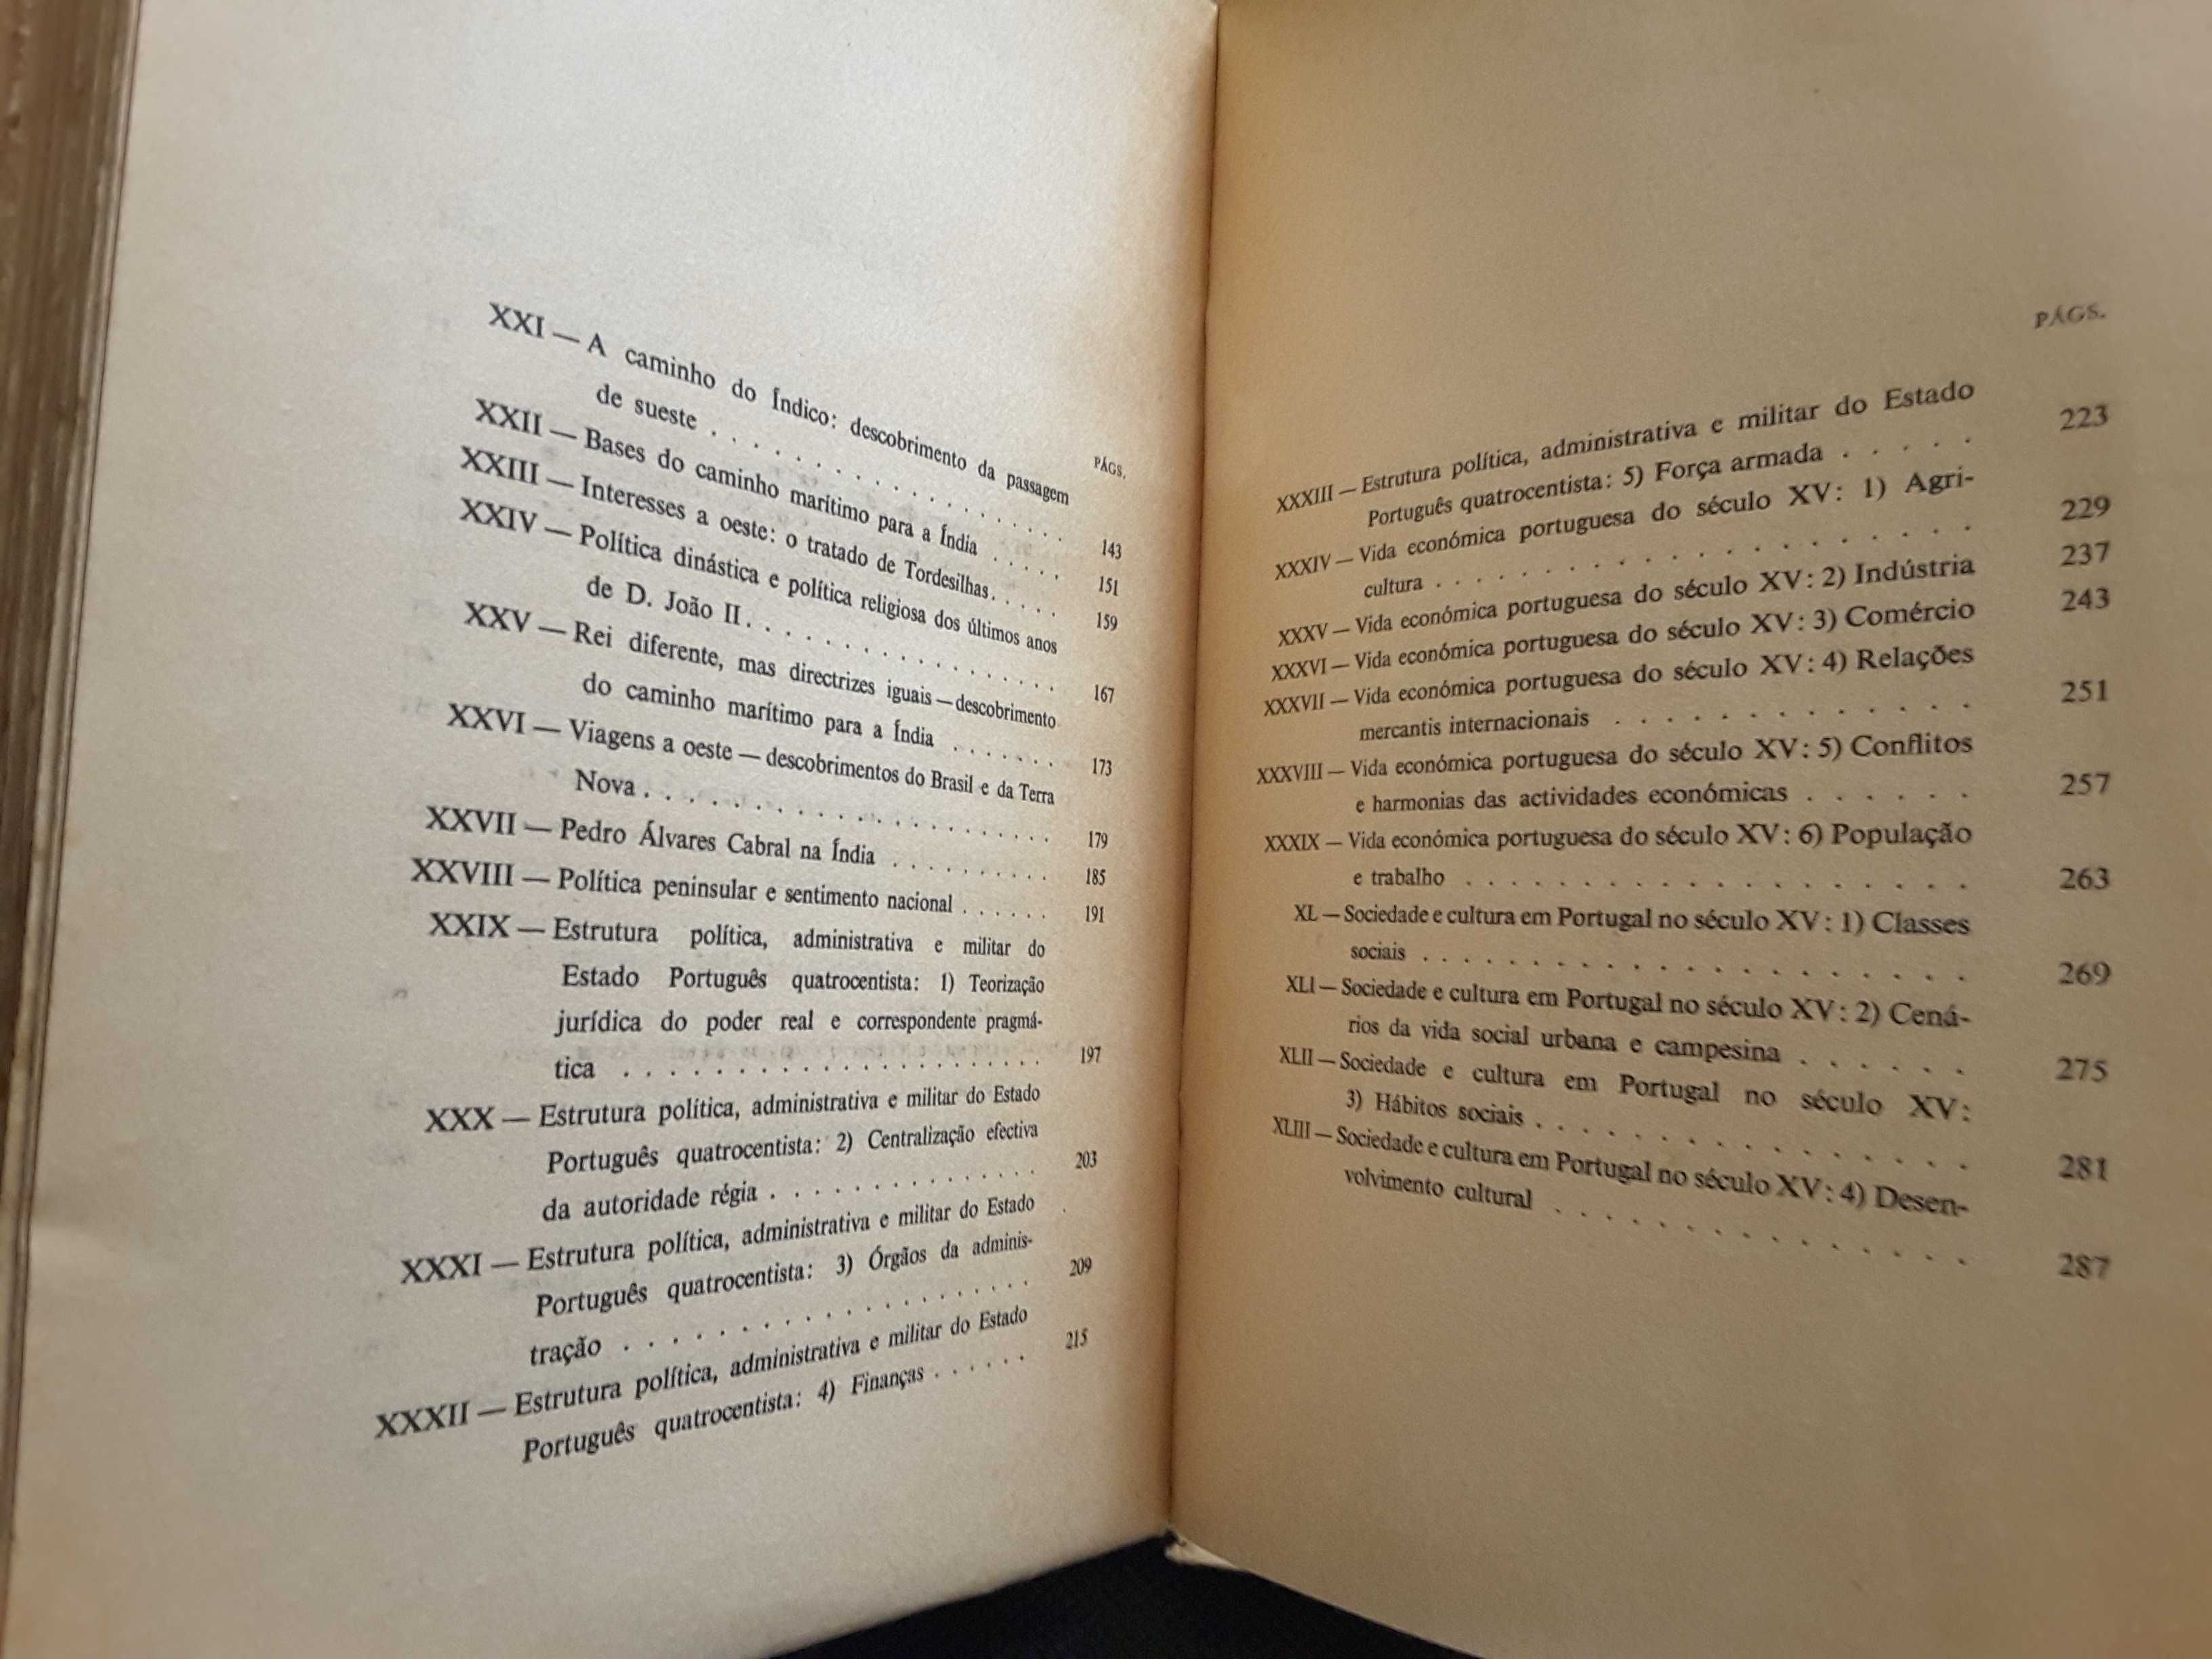 PÁGS.
XXI — A caminho do Índico: descobrimento da passagem
de sueste . . . . . . . . . . . . . . . . 143
XXII — Bases do caminho marítimo para a Índia . . . . . 151
XXIII — Interesses a oeste: o tratado de Tordesilhas. . . . . 159
XXIV — Política dinástica e política religiosa dos últimos anos
de D. João II. . . . . . . . . . . . . . . 167
XXV — Rei diferente, mas directrizes iguais — descobrimento
do caminho marítimo para a Índia . . . . . . . 173
XXVI — Viagens a oeste — descobrimentos do Brasil e da Terra
Nova . . . . . . . . . . . . . . . . . . 179
XXVII — Pedro Álvares Cabral na Índia . . . . . . . . . 185
XXVIII — Política peninsular e sentimento nacional . . . . . . 191
XXIX — Estrutura política, administrativa e militar do
Estado Português quatrocentista: 1) Teorização
jurídica do poder real e correspondente pragmá-
tica . . . . . . . . . . . . . . . . . . 197
XXX — Estrutura política, administrativa e militar do Estado
Português quatrocentista: 2) Centralização efectiva
da autoridade régia . . . . . . . . . . . . . 203
XXXI — Estrutura política, administrativa e militar do Estado
Português quatrocentista: 3) Órgãos da adminis-
tração . . . . . . . . . . . . . . . . . . 209
XXXII — Estrutura política, administrativa e militar do Estado
Português quatrocentista: 4) Finanças . . . . . . 215
PÁGS.
XXXIII — Estrutura política, administrativa e militar do Estado
Português quatrocentista: 5) Força armada . . . . . 223
XXXIV — Vida económica portuguesa do século XV: 1) Agri-
cultura . . . . . . . . . . . . . . . . . . 229
XXXV — Vida económica portuguesa do século XV: 2) Indústria 237
XXXVI — Vida económica portuguesa do século XV: 3) Comércio 243
XXXVII — Vida económica portuguesa do século XV: 4) Relações
mercantis internacionais . . . . . . . . . . . . 251
XXXVIII — Vida económica portuguesa do século XV: 5) Conflitos
e harmonias das actividades económicas . . . . . . 257
XXXIX — Vida económica portuguesa do século XV: 6) População
e trabalho . . . . . . . . . . . . . . . . . 263
XL — Sociedade e cultura em Portugal no século XV: 1) Classes
sociais . . . . . . . . . . . . . . . . . . . 269
XLI — Sociedade e cultura em Portugal no século XV: 2) Cená-
rios da vida social urbana e campesina . . . . . . 275
XLII — Sociedade e cultura em Portugal no século XV:
3) Hábitos sociais . . . . . . . . . . . . . . . 281
XLIII — Sociedade e cultura em Portugal no século XV: 4) Desen-
volvimento cultural . . . . . . . . . . . . . . 287